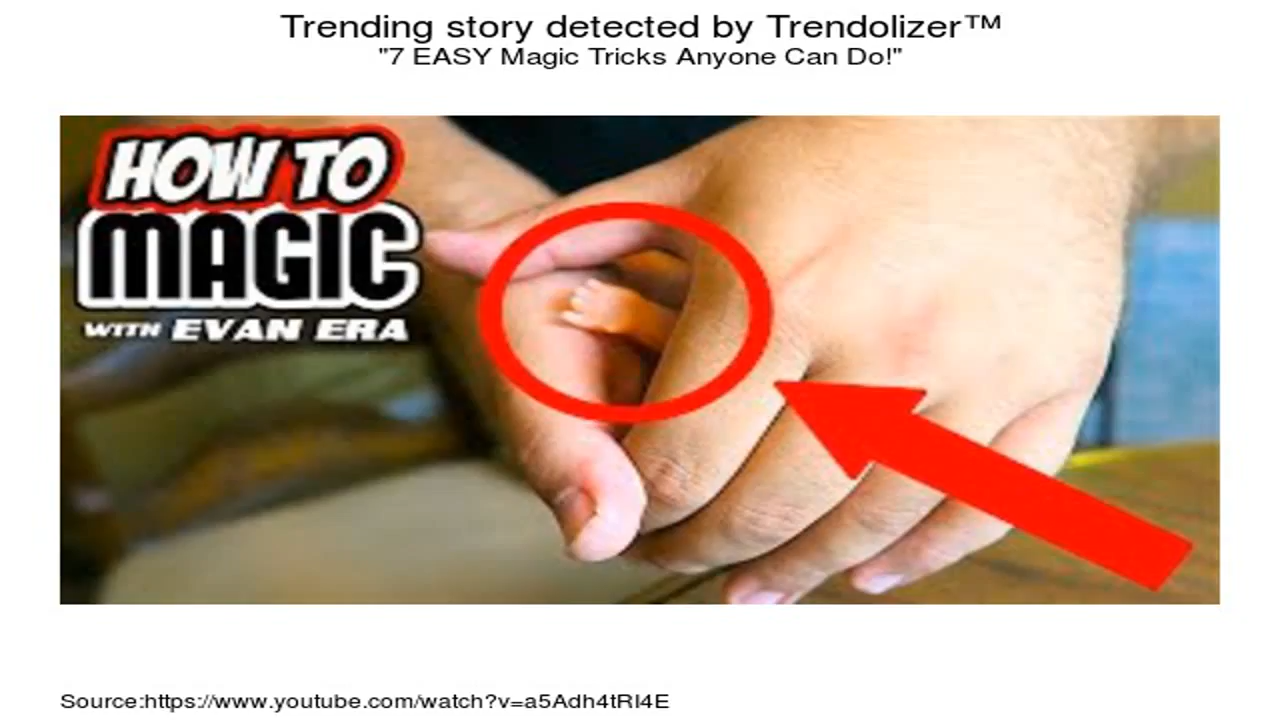 Trending story detected by Trendolizer™
"7 EASY Magic Tricks Anyone Can Do!"
HOW TO
MAGIC
WITH EVAN ERA
Source:https://www.youtube.com/watch?v=a5Adh4tRI4E